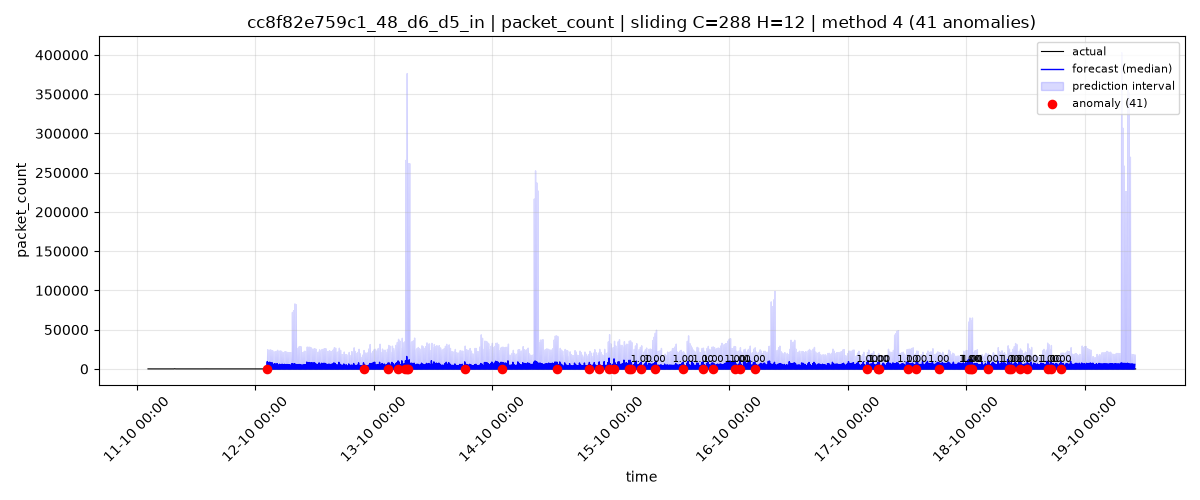 cc8f82e759c1_48_d6_d5_in | packet_count | sliding C=288 H=12 | method 4 (41 anomalies)
actual
forecast (median)
prediction interval
anomaly (41)
packet_count
400000
350000
300000
250000
200000
150000
100000
50000
0
11-10 00:00
12-10 00:00
13-10 00:00
14-10 00:00
15-10 00:00
16-10 00:00
17-10 00:00
18-10 00:00
19-10 00:00
time